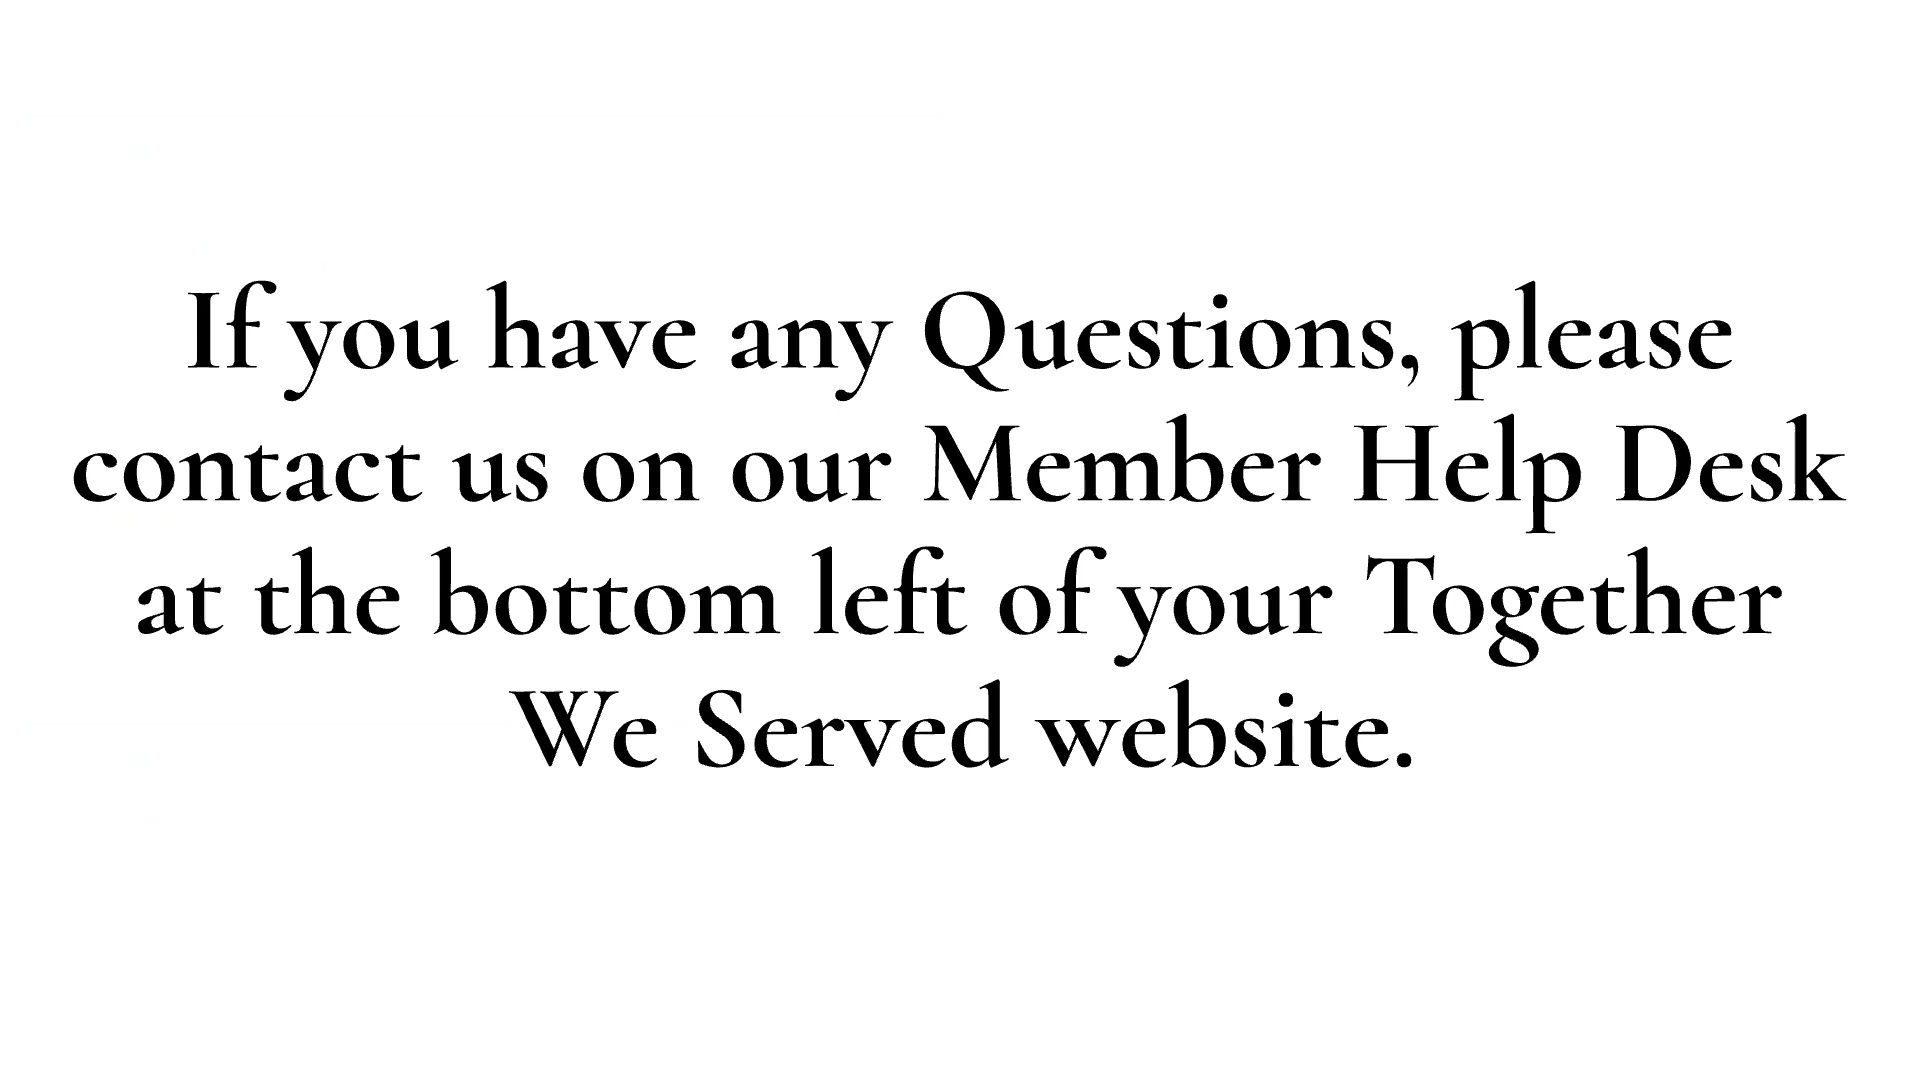 If you have any Questions, please
contact us on our Member Help Desk
at the bottom left of your Together
We Served website.